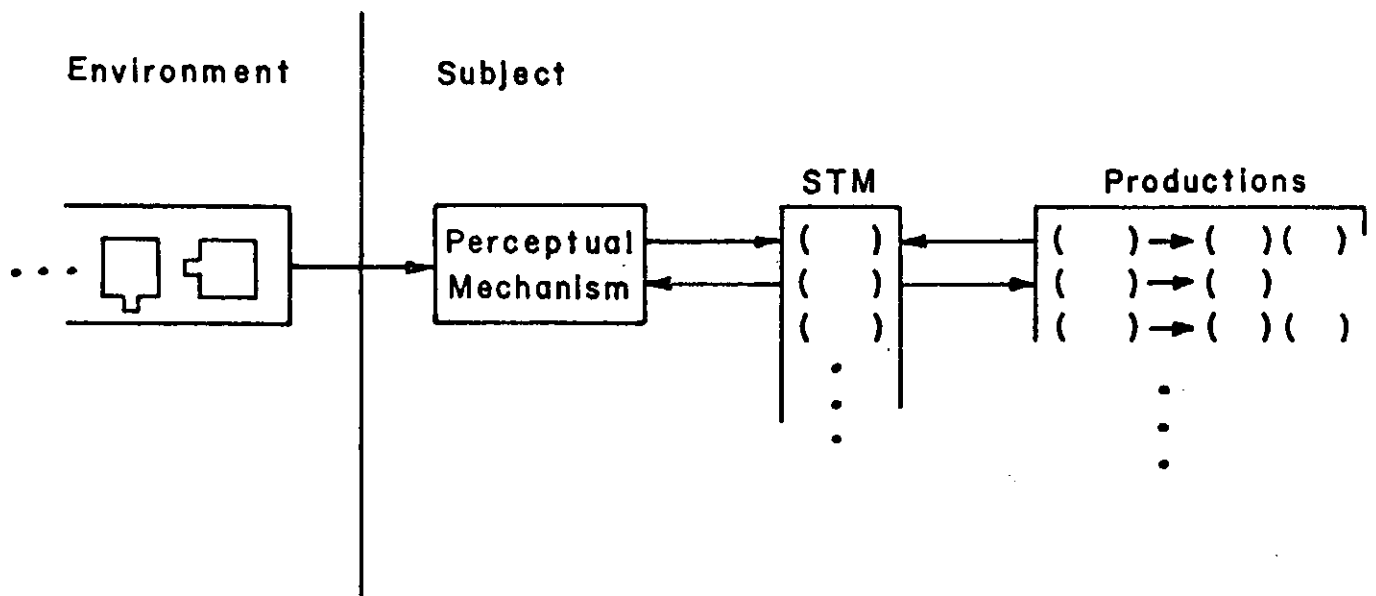 Environment
Subject
STM
Productions
Perceptual
Mechanism
( )
( )
( )
( ) → ( ) ( )
( ) → ( )
( ) → ( ) ( )